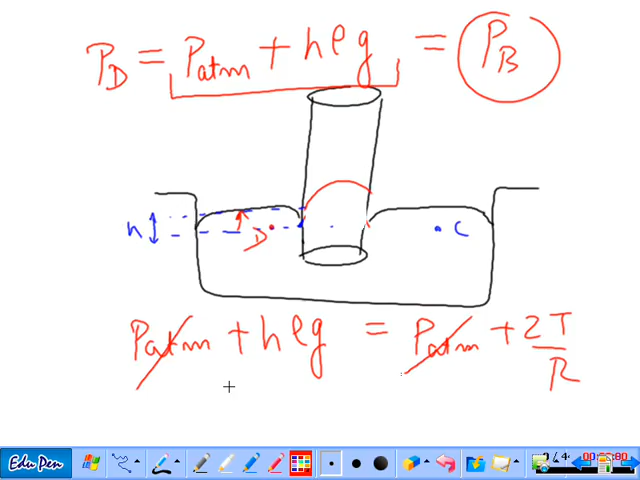 P_D = P_atm + hρg = P_B
h
D
C
P_atm + hρg = P_atm + 2T/R
Edu Pen